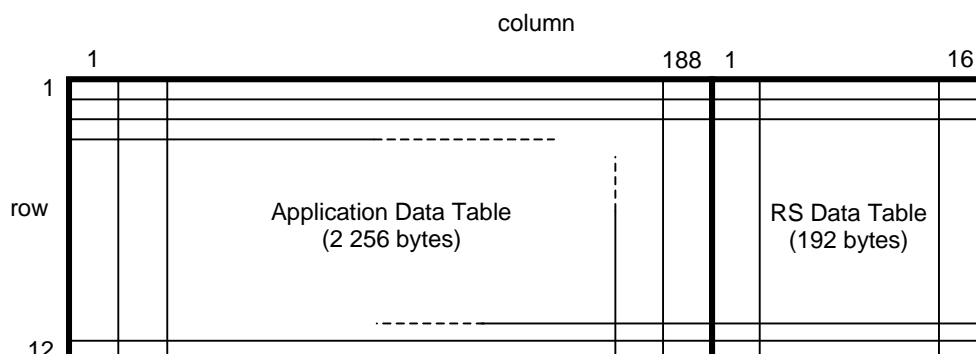 column
1 188 1 16
1
row
Application Data Table
(2 256 bytes)
RS Data Table
(192 bytes)
12